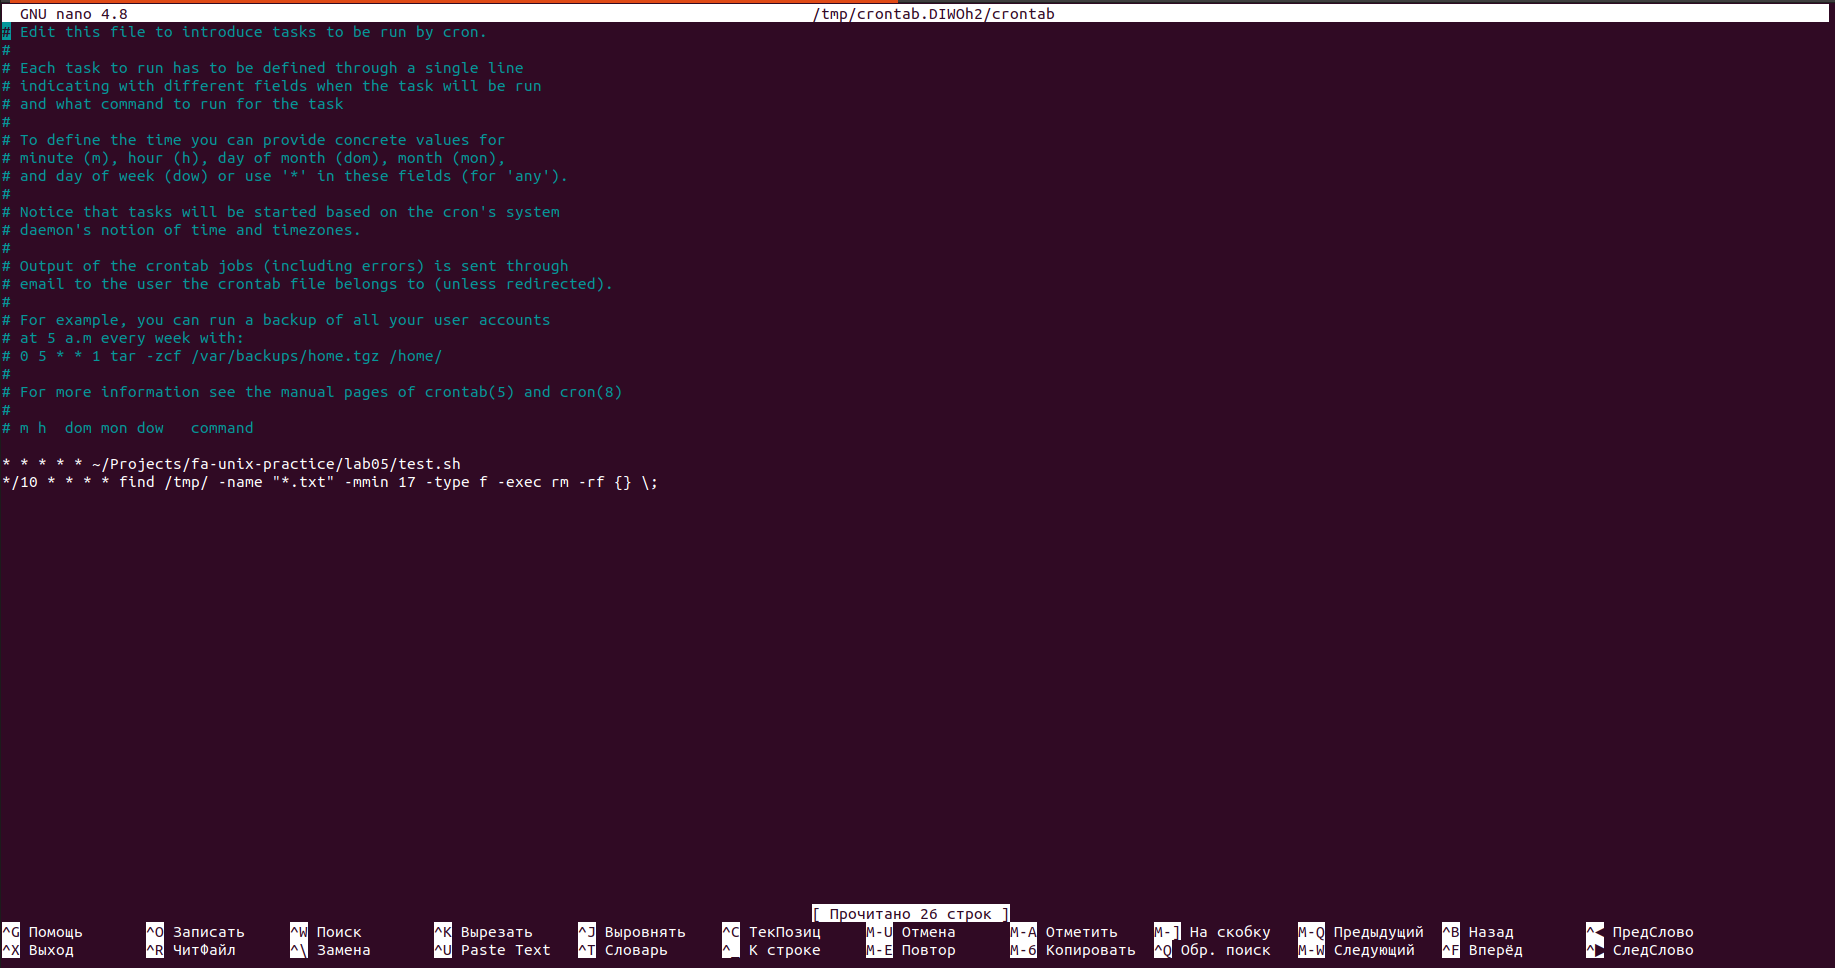 GNU nano 4.8 /tmp/crontab.DIWOh2/crontab
# Edit this file to introduce tasks to be run by cron.
#
# Each task to run has to be defined through a single line
# indicating with different fields when the task will be run
# and what command to run for the task
#
# To define the time you can provide concrete values for
# minute (m), hour (h), day of month (dom), month (mon),
# and day of week (dow) or use '*' in these fields (for 'any').
#
# Notice that tasks will be started based on the cron's system
# daemon's notion of time and timezones.
#
# Output of the crontab jobs (including errors) is sent through
# email to the user the crontab file belongs to (unless redirected).
#
# For example, you can run a backup of all your user accounts
# at 5 a.m every week with:
# 0 5 * * 1 tar -zcf /var/backups/home.tgz /home/
#
# For more information see the manual pages of crontab(5) and cron(8)
#
# m h  dom mon dow   command
* * * * * ~/Projects/fa-unix-practice/lab05/test.sh
*/10 * * * * find /tmp/ -name "*.txt" -mmin 17 -type f -exec rm -rf {} \;
[ Прочитано 26 строк ]
^G Помощь ^O Записать ^W Поиск ^K Вырезать ^J Выровнять ^C ТекПозиц M-U Отмена M-A Отметить M-] На скобку M-Q Предыдущий ^B Назад ^◀ ПредСлово
^X Выход ^R ЧитФайл ^\ Замена ^U Paste Text ^T Словарь ^_ К строке M-E Повтор M-6 Копировать ^Q Обр. поиск M-W Следующий ^F Вперёд ^▶ СледСлово